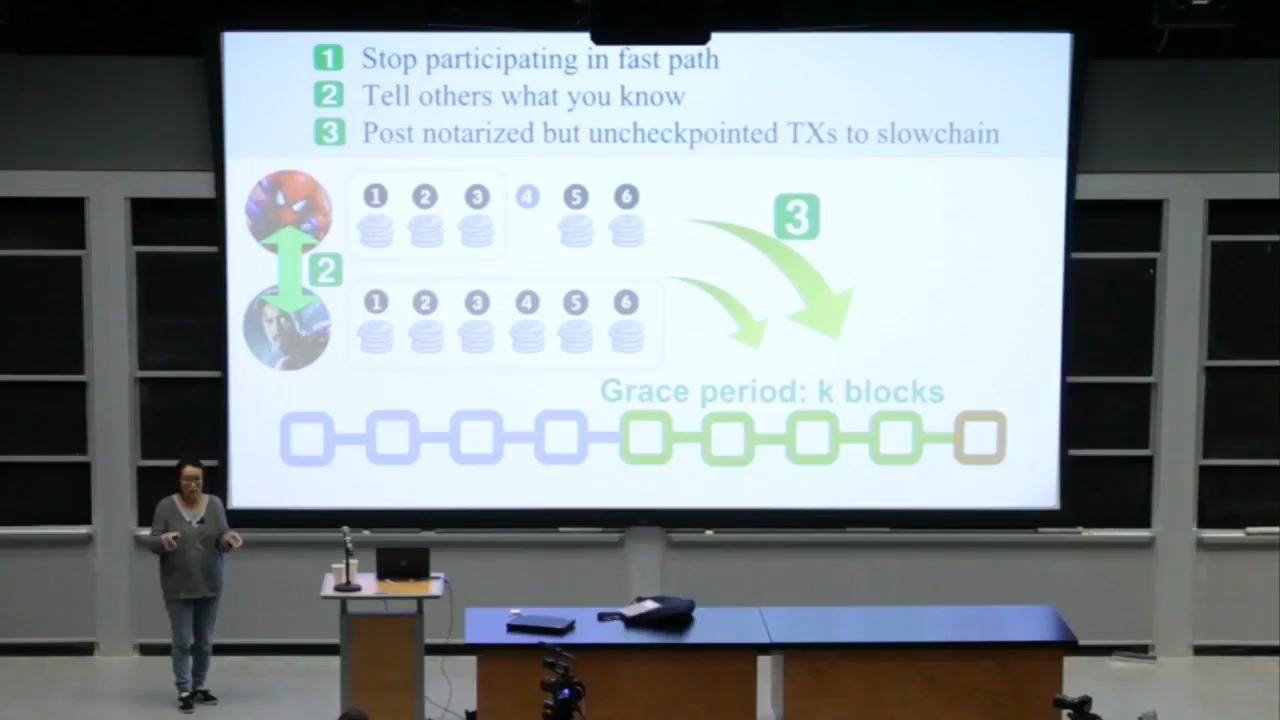 1 Stop participating in fast path
2 Tell others what you know
3 Post notarized but uncheckpointed TXs to slowchain
1 2 3 4 5 6
3
2
1 2 3 4 5 6
Grace period: k blocks